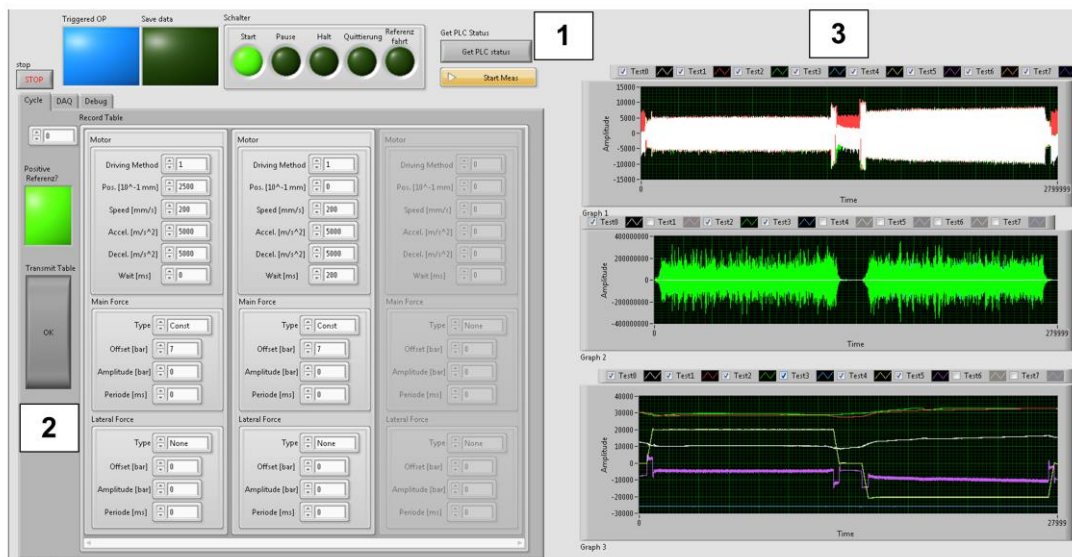 Triggered OP
Save data
Schalter
Start
Pause
Halt
Quittierung
Referenz fahrt
Get PLC Status
Get PLC status
Start Meas
stop
STOP
1
Cycle
DAQ
Debug
Record Table
0
Positive Referenz?
Transmit Table
OK
2
Motor
Driving Method 1
Pos. [10^-1 mm] 2500
Speed [mm/s] 200
Accel. [m/s^2] 5000
Decel. [m/s^2] 5000
Wait [ms] 0
Main Force
Type Const
Offset [bar] 7
Amplitude [bar] 0
Periode [ms] 0
Lateral Force
Type None
Offset [bar] 0
Amplitude [bar] 0
Periode [ms] 0
Motor
Driving Method 1
Pos. [10^-1 mm] 0
Speed [mm/s] 200
Accel. [m/s^2] 5000
Decel. [m/s^2] 5000
Wait [ms] 200
Main Force
Type Const
Offset [bar] 7
Amplitude [bar] 0
Periode [ms] 0
Lateral Force
Type None
Offset [bar] 0
Amplitude [bar] 0
Periode [ms] 0
Motor
Driving Method 0
Pos. [10^-1 mm] 0
Speed [mm/s] 0
Accel. [m/s^2] 0
Decel. [m/s^2] 0
Wait [ms] 0
Main Force
Type None
Offset [bar] 0
Amplitude [bar] 0
Periode [ms] 0
Lateral Force
Type None
Offset [bar] 0
Amplitude [bar] 0
Periode [ms] 0
3
Test0 Test1 Test2 Test3 Test4 Test5 Test6 Test7
Amplitude
15000
10000
5000
0
-5000
-10000
-15000
0 2799999
Time
Graph 1
Test0 Test1 Test2 Test3 Test4 Test5 Test6 Test7
Amplitude
400000000
200000000
0
-200000000
-400000000
0 279999
Time
Graph 2
Test0 Test1 Test2 Test3 Test4 Test5 Test6 Test7
Amplitude
40000
30000
20000
10000
0
-10000
-20000
-30000
0 27999
Time
Graph 3